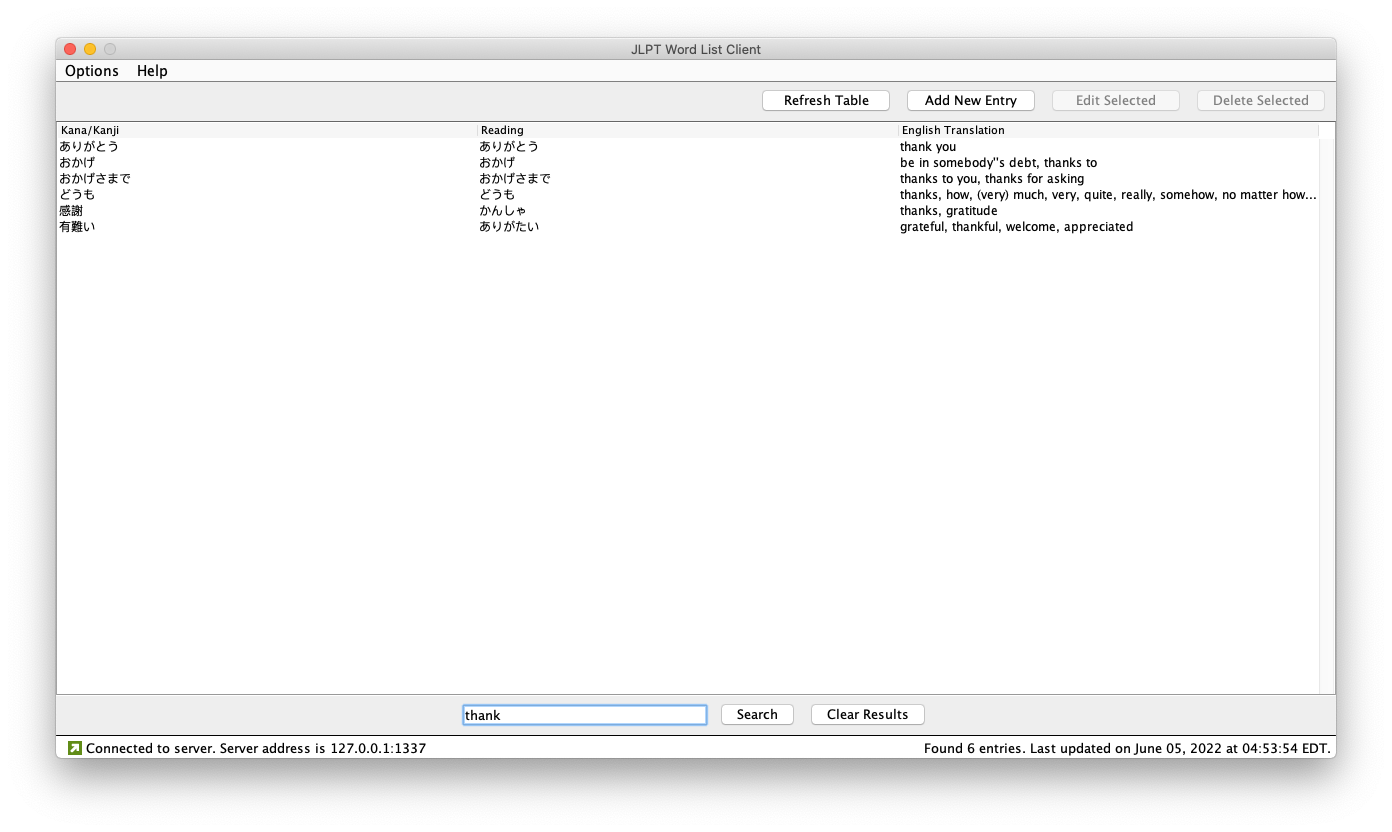 JLPT Word List Client
Options Help
Refresh Table Add New Entry Edit Selected Delete Selected
Kana/Kanji Reading English Translation
ありがとう ありがとう thank you
おかげ おかげ be in somebody''s debt, thanks to
おかげさまで おかげさまで thanks to you, thanks for asking
どうも どうも thanks, how, (very) much, very, quite, really, somehow, no matter how...
感謝 かんしゃ thanks, gratitude
有難い ありがたい grateful, thankful, welcome, appreciated
thank Search Clear Results
Connected to server. Server address is 127.0.0.1:1337 Found 6 entries. Last updated on June 05, 2022 at 04:53:54 EDT.